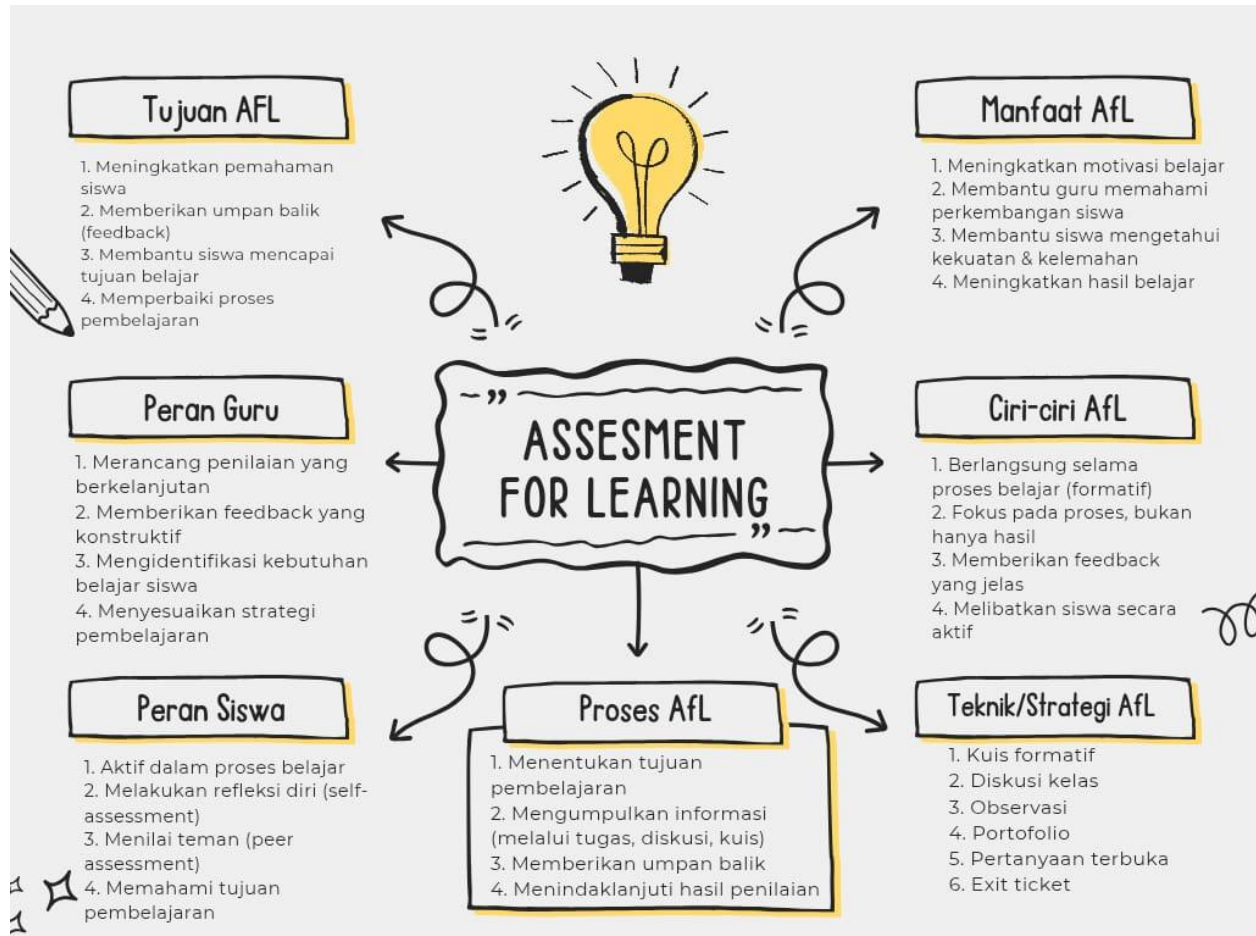 Tujuan AFL
1. Meningkatkan pemahaman
siswa
2. Memberikan umpan balik
(feedback)
3. Membantu siswa mencapai
tujuan belajar
4. Memperbaiki proses
pembelajaran
Manfaat AfL
1. Meningkatkan motivasi belajar
2. Membantu guru memahami
perkembangan siswa
3. Membantu siswa mengetahui
kekuatan & kelemahan
4. Meningkatkan hasil belajar
Peran Guru
1. Merancang penilaian yang
berkelanjutan
2. Memberikan feedback yang
konstruktif
3. Mengidentifikasi kebutuhan
belajar siswa
4. Menyesuaikan strategi
pembelajaran
ASSESMENT
FOR LEARNING
Ciri-ciri AfL
1. Berlangsung selama
proses belajar (formatif)
2. Fokus pada proses, bukan
hanya hasil
3. Memberikan feedback
yang jelas
4. Melibatkan siswa secara
aktif
Peran Siswa
1. Aktif dalam proses belajar
2. Melakukan refleksi diri (self-
assessment)
3. Menilai teman (peer
assessment)
4. Memahami tujuan
pembelajaran
Proses AfL
1. Menentukan tujuan
pembelajaran
2. Mengumpulkan informasi
(melalui tugas, diskusi, kuis)
3. Memberikan umpan balik
4. Menindaklanjuti hasil penilaian
Teknik/Strategi AfL
1. Kuis formatif
2. Diskusi kelas
3. Observasi
4. Portofolio
5. Pertanyaan terbuka
6. Exit ticket